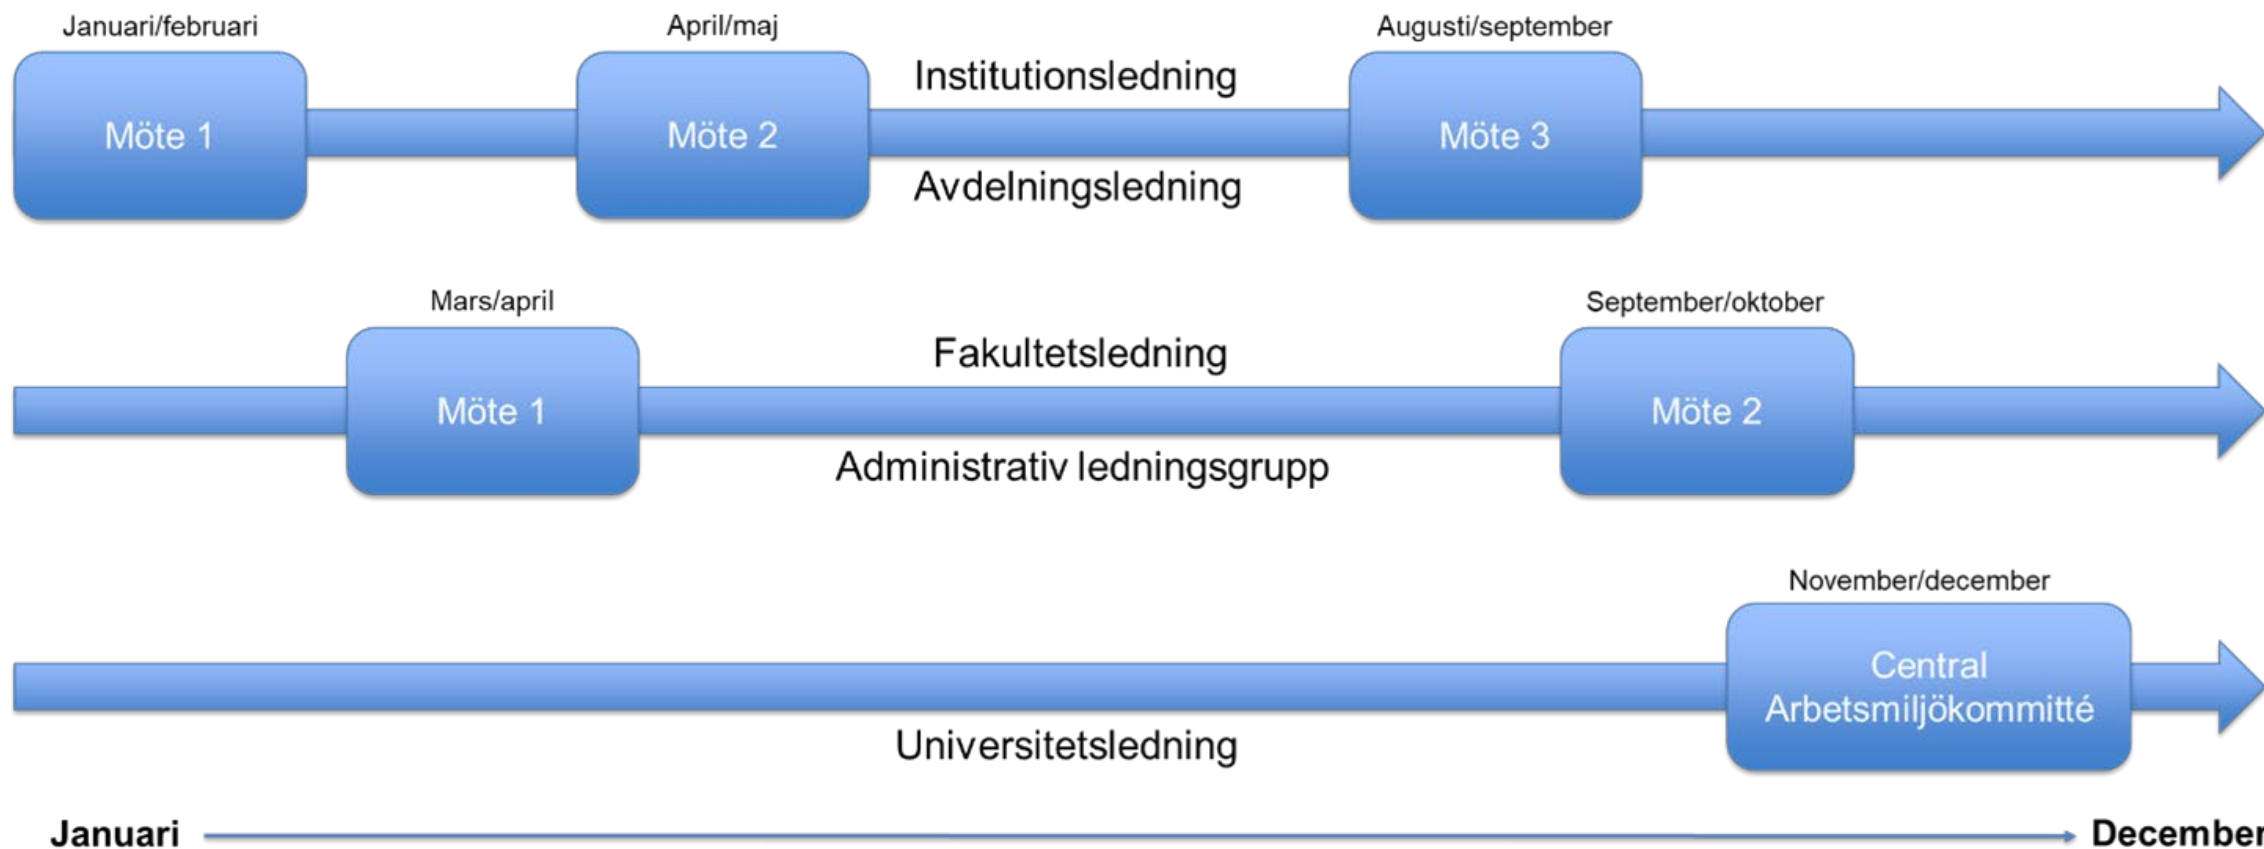 Januari/februari
April/maj
Augusti/september
Möte 1
Möte 2
Institutionsledning
Avdelningsledning
Möte 3
Mars/april
September/oktober
Möte 1
Fakultetsledning
Administrativ ledningsgrupp
Möte 2
November/december
Central
Arbetsmiljökommitté
Universitetsledning
Januari
December